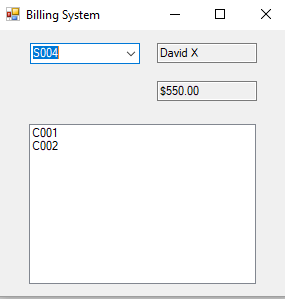 Billing System
S004
David X
$550.00
C001
C002